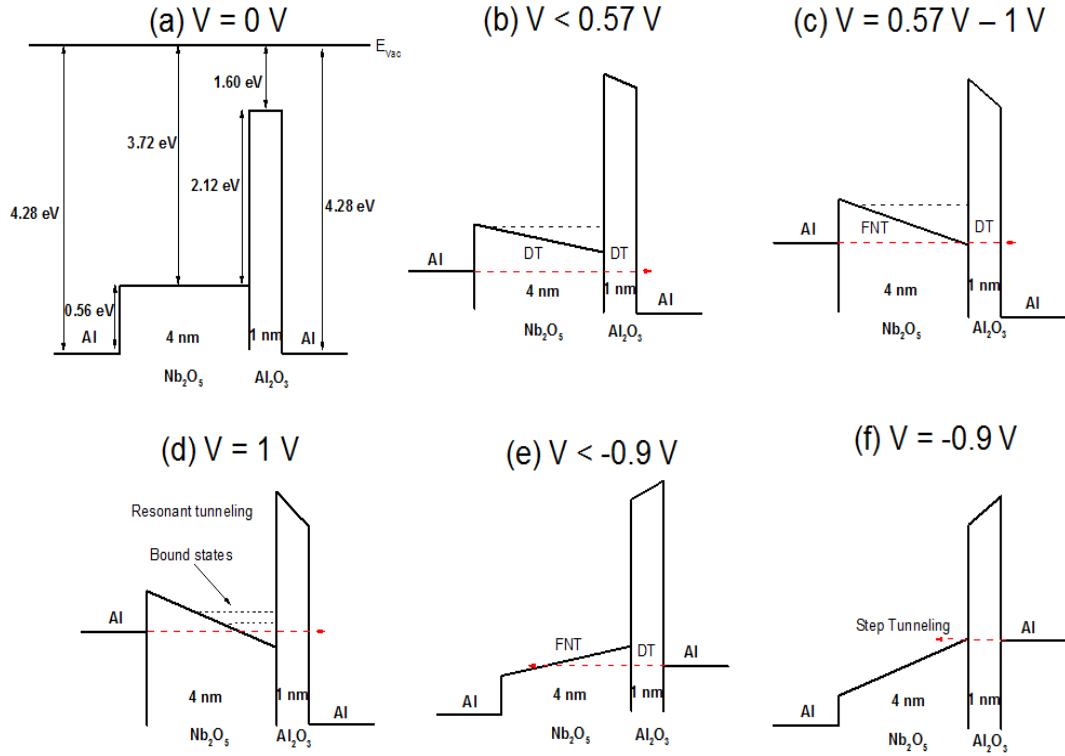 (a) V = 0 V
E_Vac
1.60 eV
3.72 eV
2.12 eV
4.28 eV
4.28 eV
0.56 eV
Al
4 nm
1 nm
Al
Nb₂O₅
Al₂O₃
(b) V < 0.57 V
DT
DT
Al
4 nm
1 nm
Al
Nb₂O₅
Al₂O₃
(c) V = 0.57 V – 1 V
Al
FNT
DT
4 nm
1 nm
Al
Nb₂O₅
Al₂O₃
(d) V = 1 V
Resonant tunneling
Bound states
Al
4 nm
1 nm
Al
Nb₂O₅
Al₂O₃
(e) V < -0.9 V
FNT
DT
Al
4 nm
1 nm
Al
Nb₂O₅
Al₂O₃
(f) V = -0.9 V
Step Tunneling
Al
4 nm
1 nm
Al
Nb₂O₅
Al₂O₃